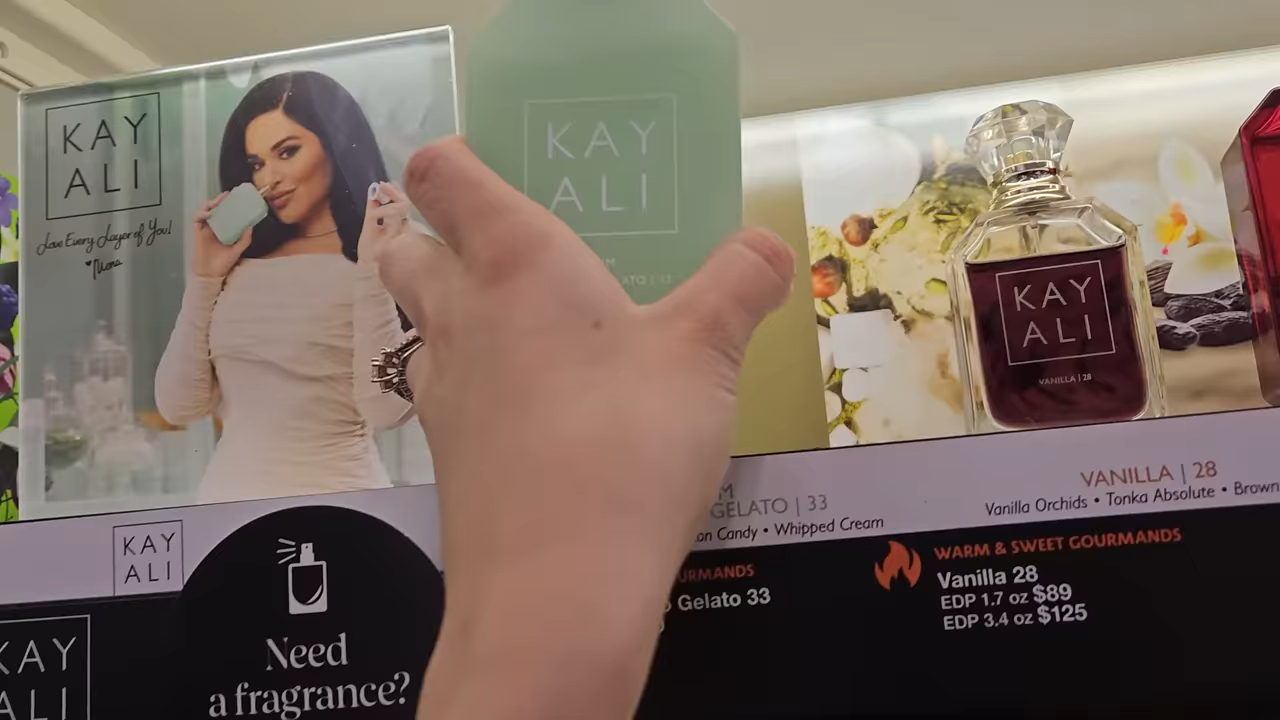 KAY
ALI
Love Every Layer of You!
Mona
KAY
ALI
KAY
ALI
VANILLA | 28
GELATO | 33
Candy • Whipped Cream
VANILLA | 28
Vanilla Orchids • Tonka Absolute • Brown
KAY
ALI
Gelato 33
WARM & SWEET GOURMANDS
Vanilla 28
EDP 1.7 oz $89
EDP 3.4 oz $125
KAY
ALI
Need
a fragrance?